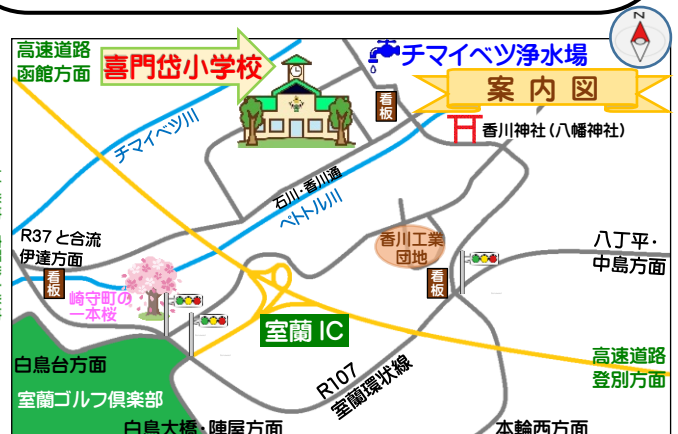 N
高速道路
函館方面
喜門岱小学校
チマイベツ浄水場
案内図
看板
香川神社(八幡神社)
チマイベツ川
石川・香川通
ペトトル川
R37と合流
伊達方面
看板
崎守町の
一本桜
香川工業
団地
看板
八丁平・
中島方面
室蘭 IC
白鳥台方面
室蘭ゴルフ倶楽部
R107
室蘭環状線
高速道路
登別方面
白鳥大橋・陣屋方面
本輪西方面